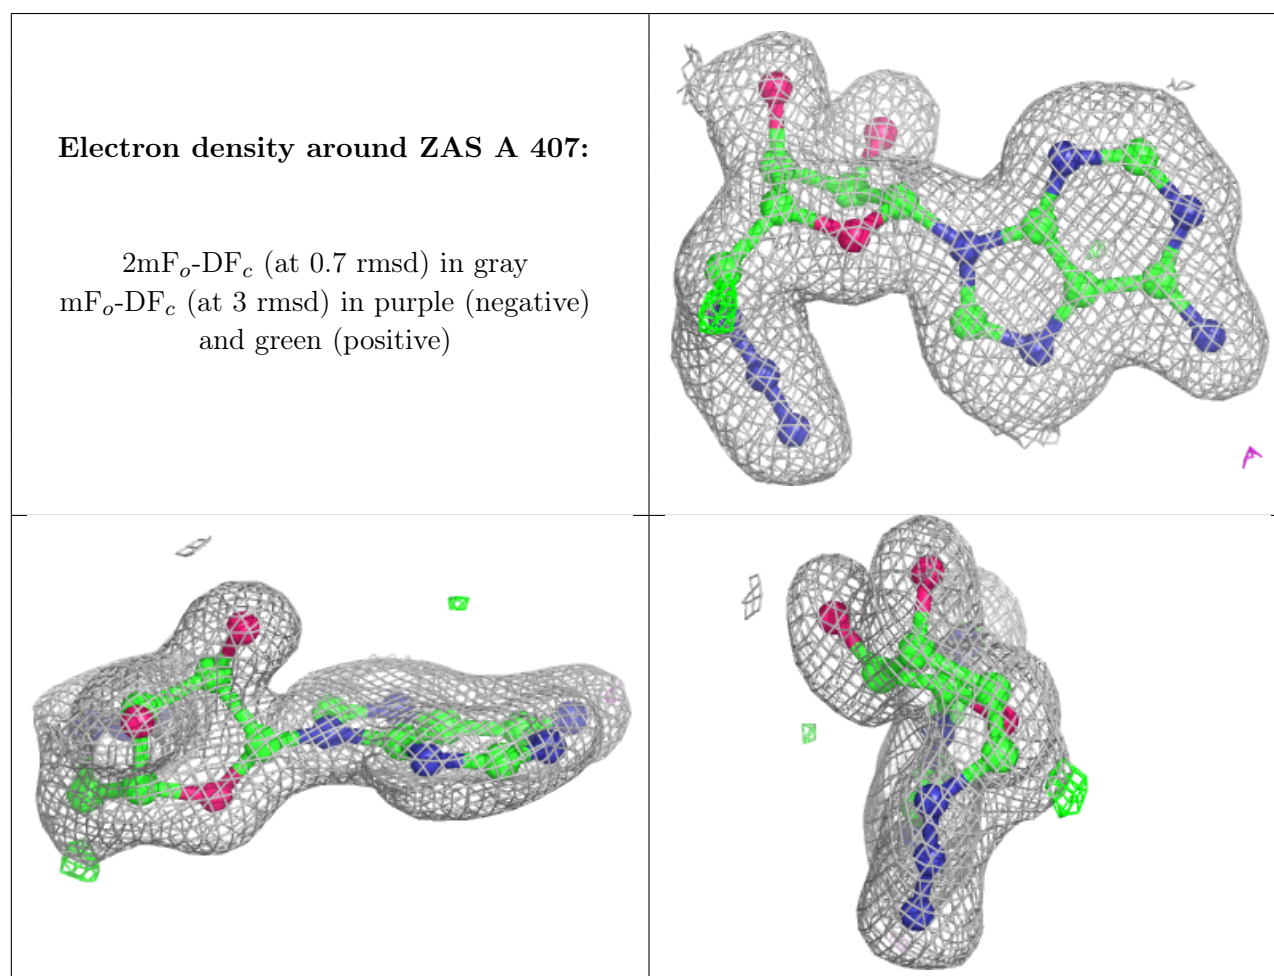 Electron density around ZAS A 407:
2mFₒ-DF𝒸 (at 0.7 rmsd) in gray
mFₒ-DF𝒸 (at 3 rmsd) in purple (negative)
and green (positive)